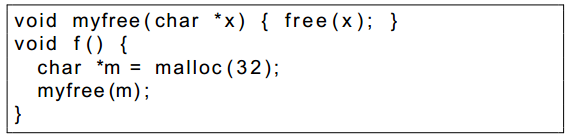 void myfree(char *x) { free(x); }
void f() {
  char *m = malloc(32);
  myfree(m);
}